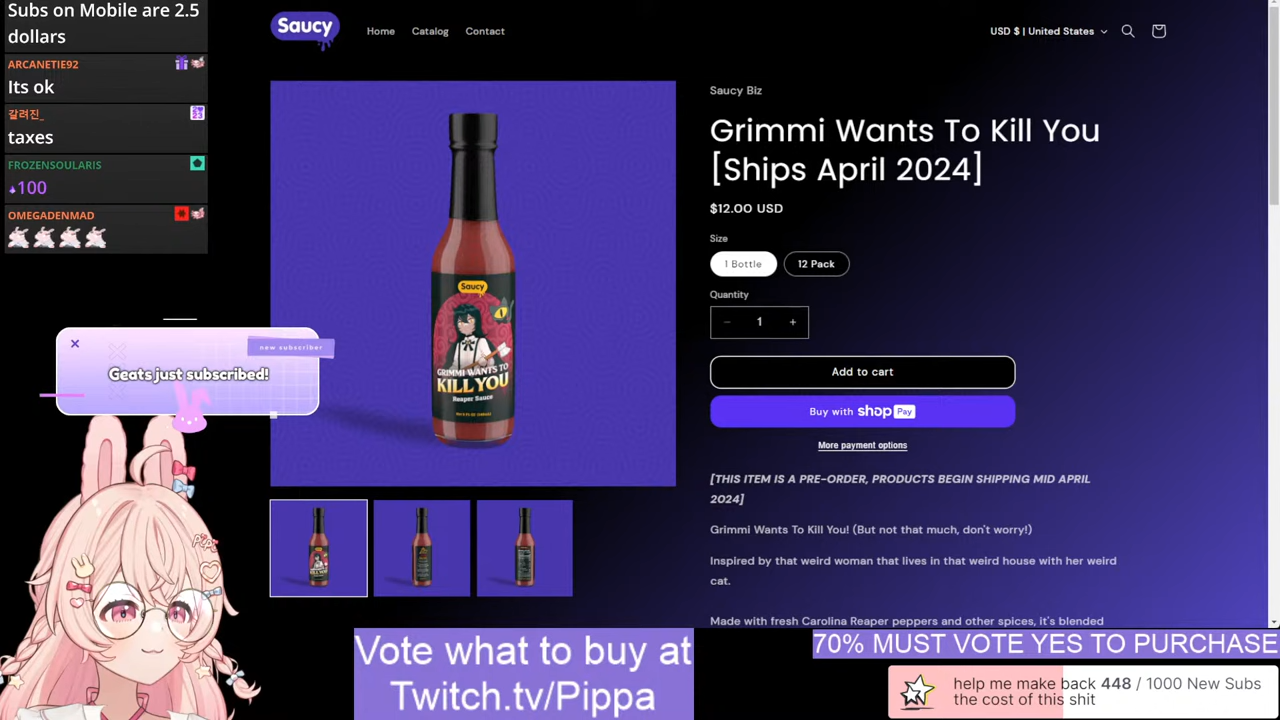 Subs on Mobile are 2.5
dollars
ARCANETIE92
Its ok
갈려진_
taxes
FROZENSOULARIS
100
OMEGADENMAD
new subscriber
Geats just subscribed!
Saucy
Home
Catalog
Contact
USD $ | United States
Saucy
GRIMMI WANTS TO
KILL YOU
Reaper Sauce
Saucy Biz
Grimmi Wants To Kill You
[Ships April 2024]
$12.00 USD
Size
1 Bottle
12 Pack
Quantity
− 1 +
Add to cart
Buy with shop Pay
More payment options
[THIS ITEM IS A PRE-ORDER, PRODUCTS BEGIN SHIPPING MID APRIL
2024]
Grimmi Wants To Kill You! (But not that much, don't worry!)
Inspired by that weird woman that lives in that weird house with her weird
cat.
Made with fresh Carolina Reaper peppers and other spices, it's blended
PiPPa
Vote what to buy at
Twitch.tv/Pippa
70% MUST VOTE YES TO PURCHASE
help me make back 448 / 1000 New Subs
the cost of this shit